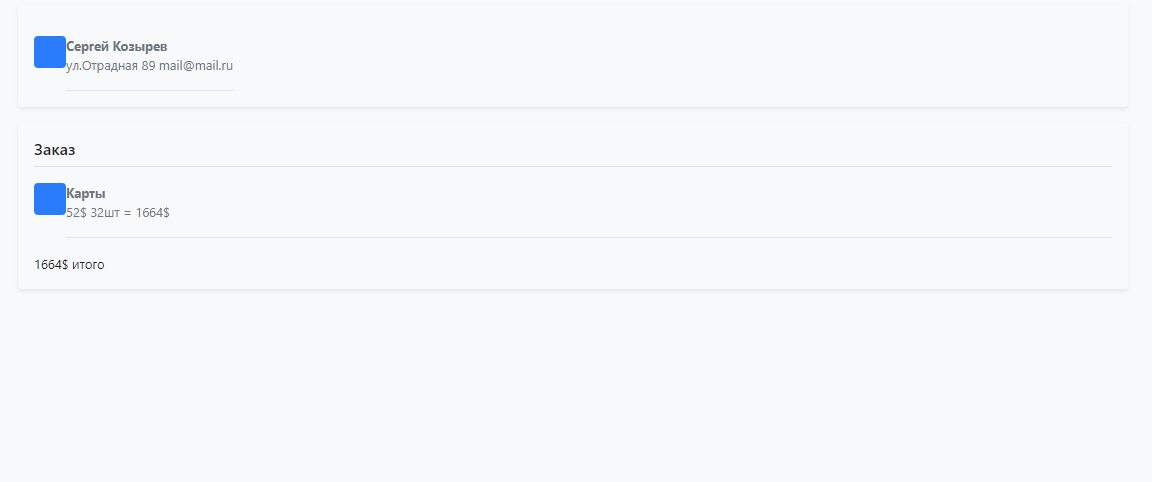 Сергей Козырев
ул.Отрадная 89 mail@mail.ru
Заказ
Карты
52$ 32шт = 1664$
1664$ итого